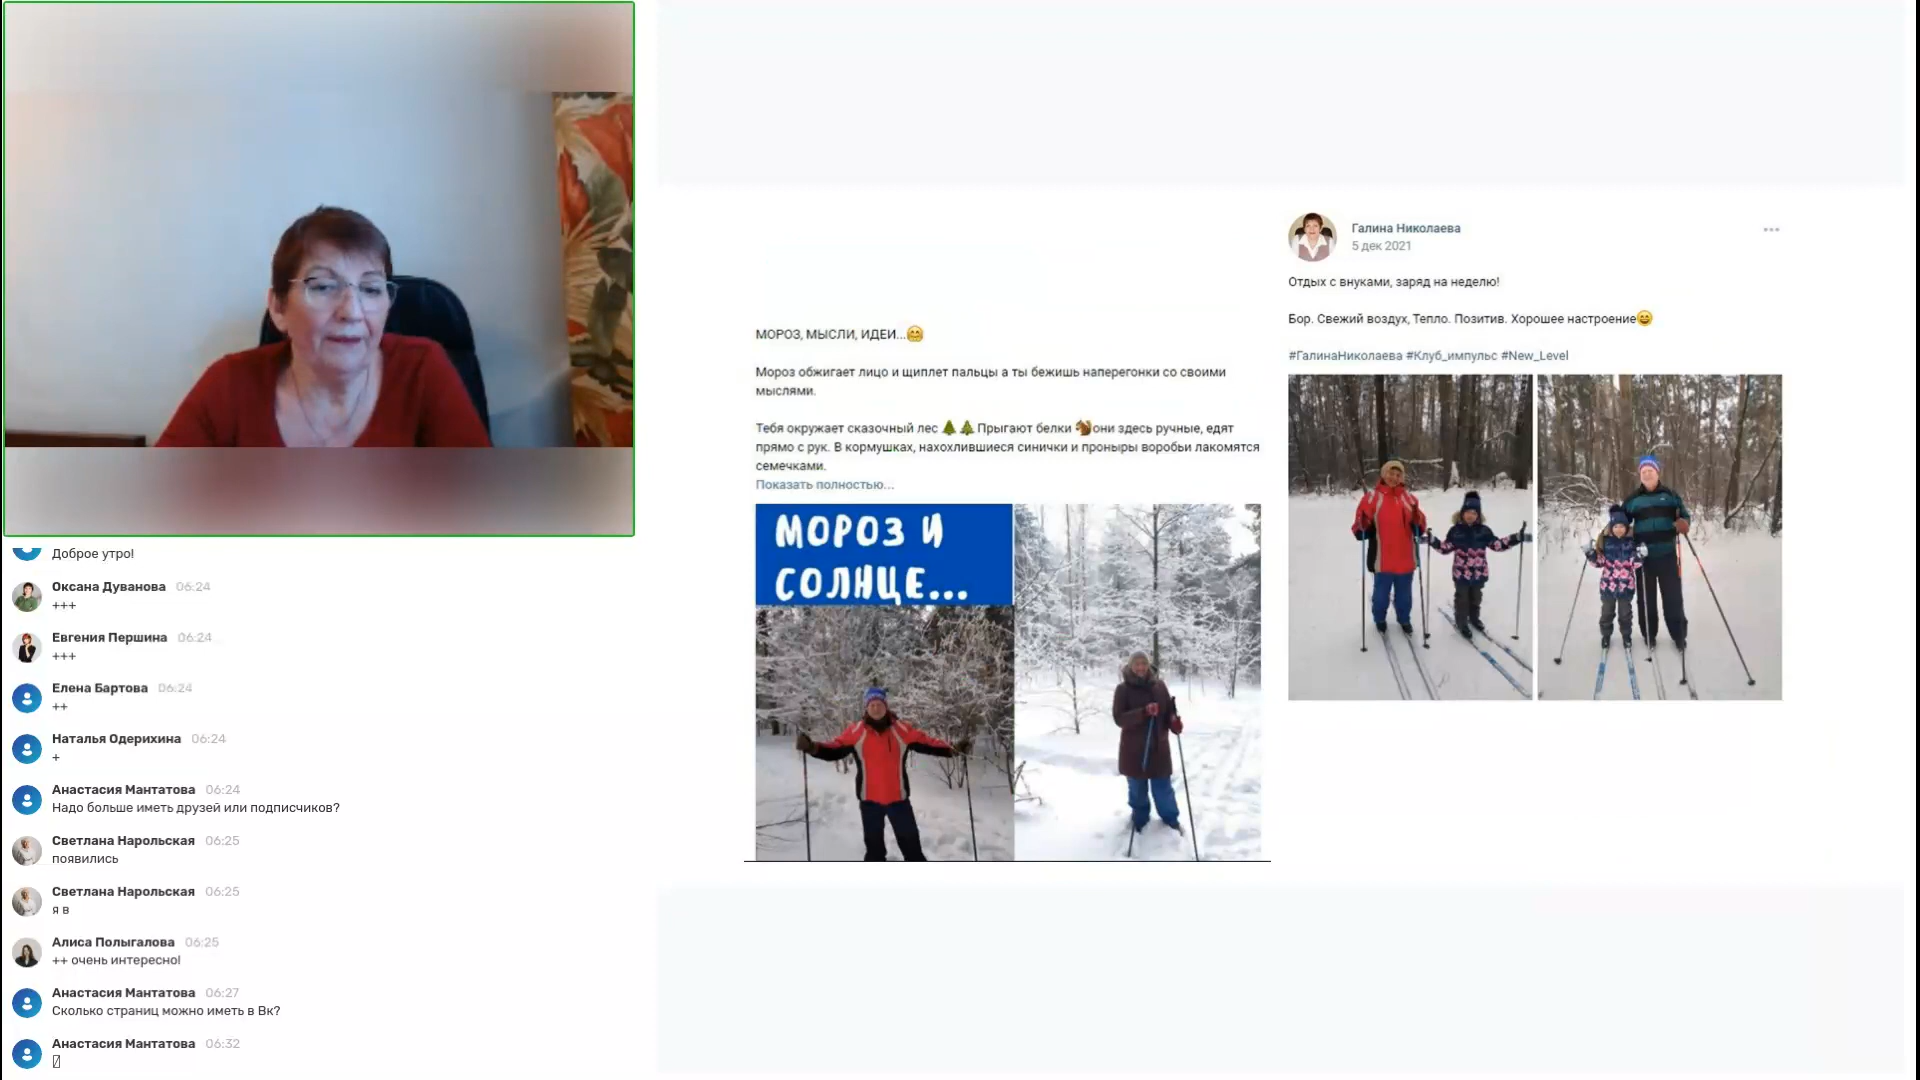 Доброе утро!
Оксана Дуванова 06:24
+++
Евгения Першина 06:24
+++
Елена Бартова 06:24
++
Наталья Одерихина 06:24
+
Анастасия Мантатова 06:24
Надо больше иметь друзей или подписчиков?
Светлана Нарольская 06:25
появились
Светлана Нарольская 06:25
я в
Алиса Полыгалова 06:25
++ очень интересно!
Анастасия Мантатова 06:27
Сколько страниц можно иметь в Вк?
Анастасия Мантатова 06:32
МОРОЗ, МЫСЛИ, ИДЕИ...😊
Мороз обжигает лицо и щиплет пальцы а ты бежишь наперегонки со своими
мыслями.
Тебя окружает сказочный лес 🌲🌲Прыгают белки 🐿они здесь ручные, едят
прямо с рук. В кормушках, нахохлившиеся синички и проныры воробьи лакомятся
семечками.
Показать полностью...
МОРОЗ И
СОЛНЦЕ...
Галина Николаева
5 дек 2021
Отдых с внуками, заряд на неделю!
Бор. Свежий воздух, Тепло. Позитив. Хорошее настроение😄
#ГалинаНиколаева #Клуб_импульс #New_Level